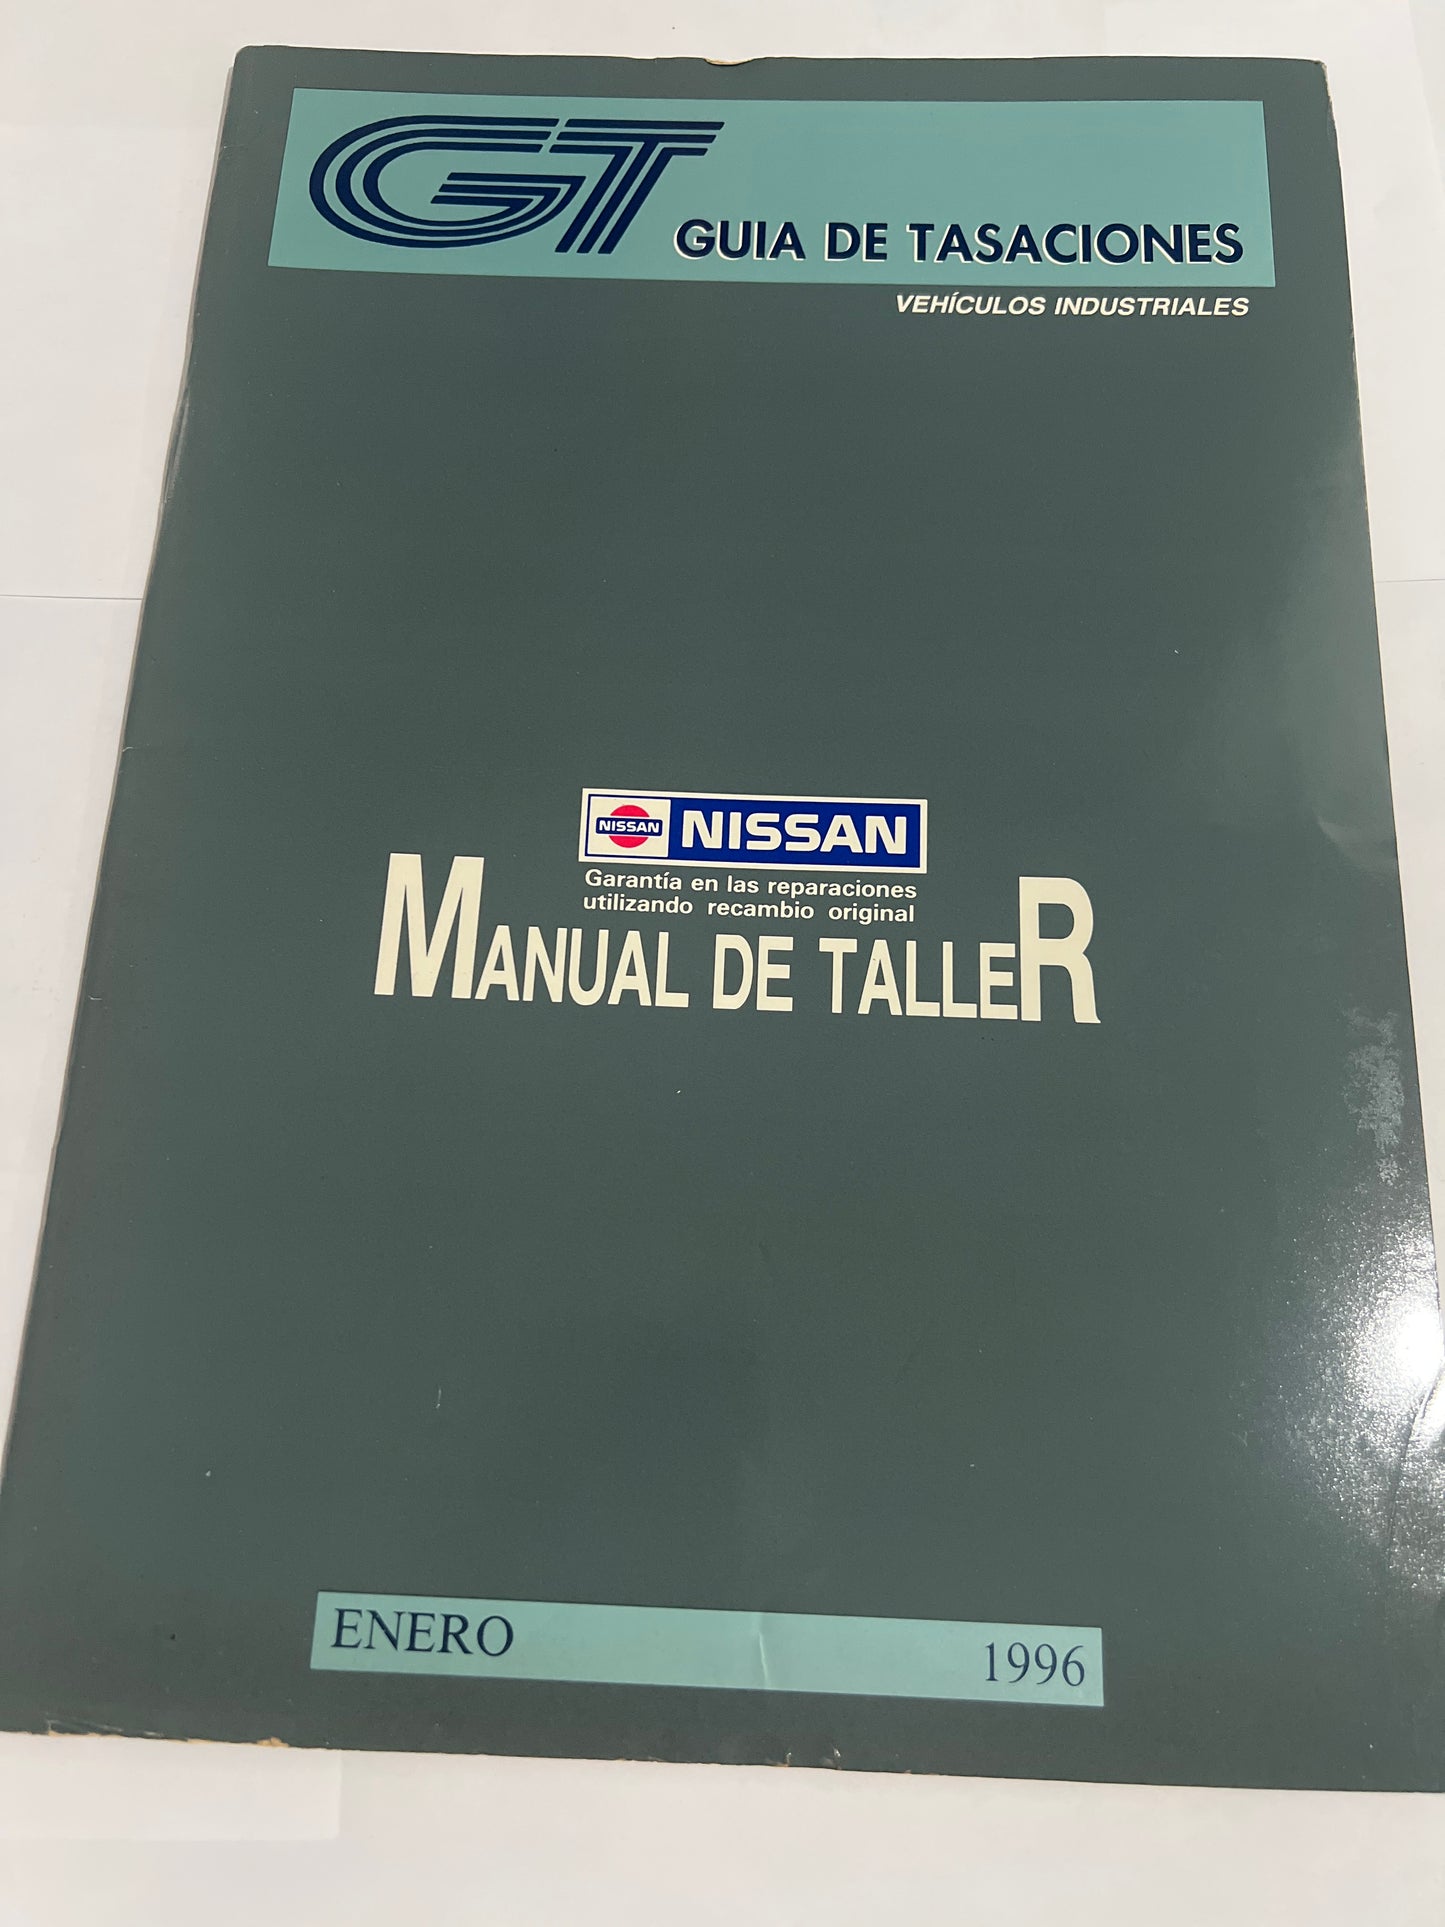 GT GUIA DE TASACIONES
VEHÍCULOS INDUSTRIALES
NISSAN NISSAN
Garantía en las reparaciones
utilizando recambio original
MANUAL DE TALLER
ENERO 1996